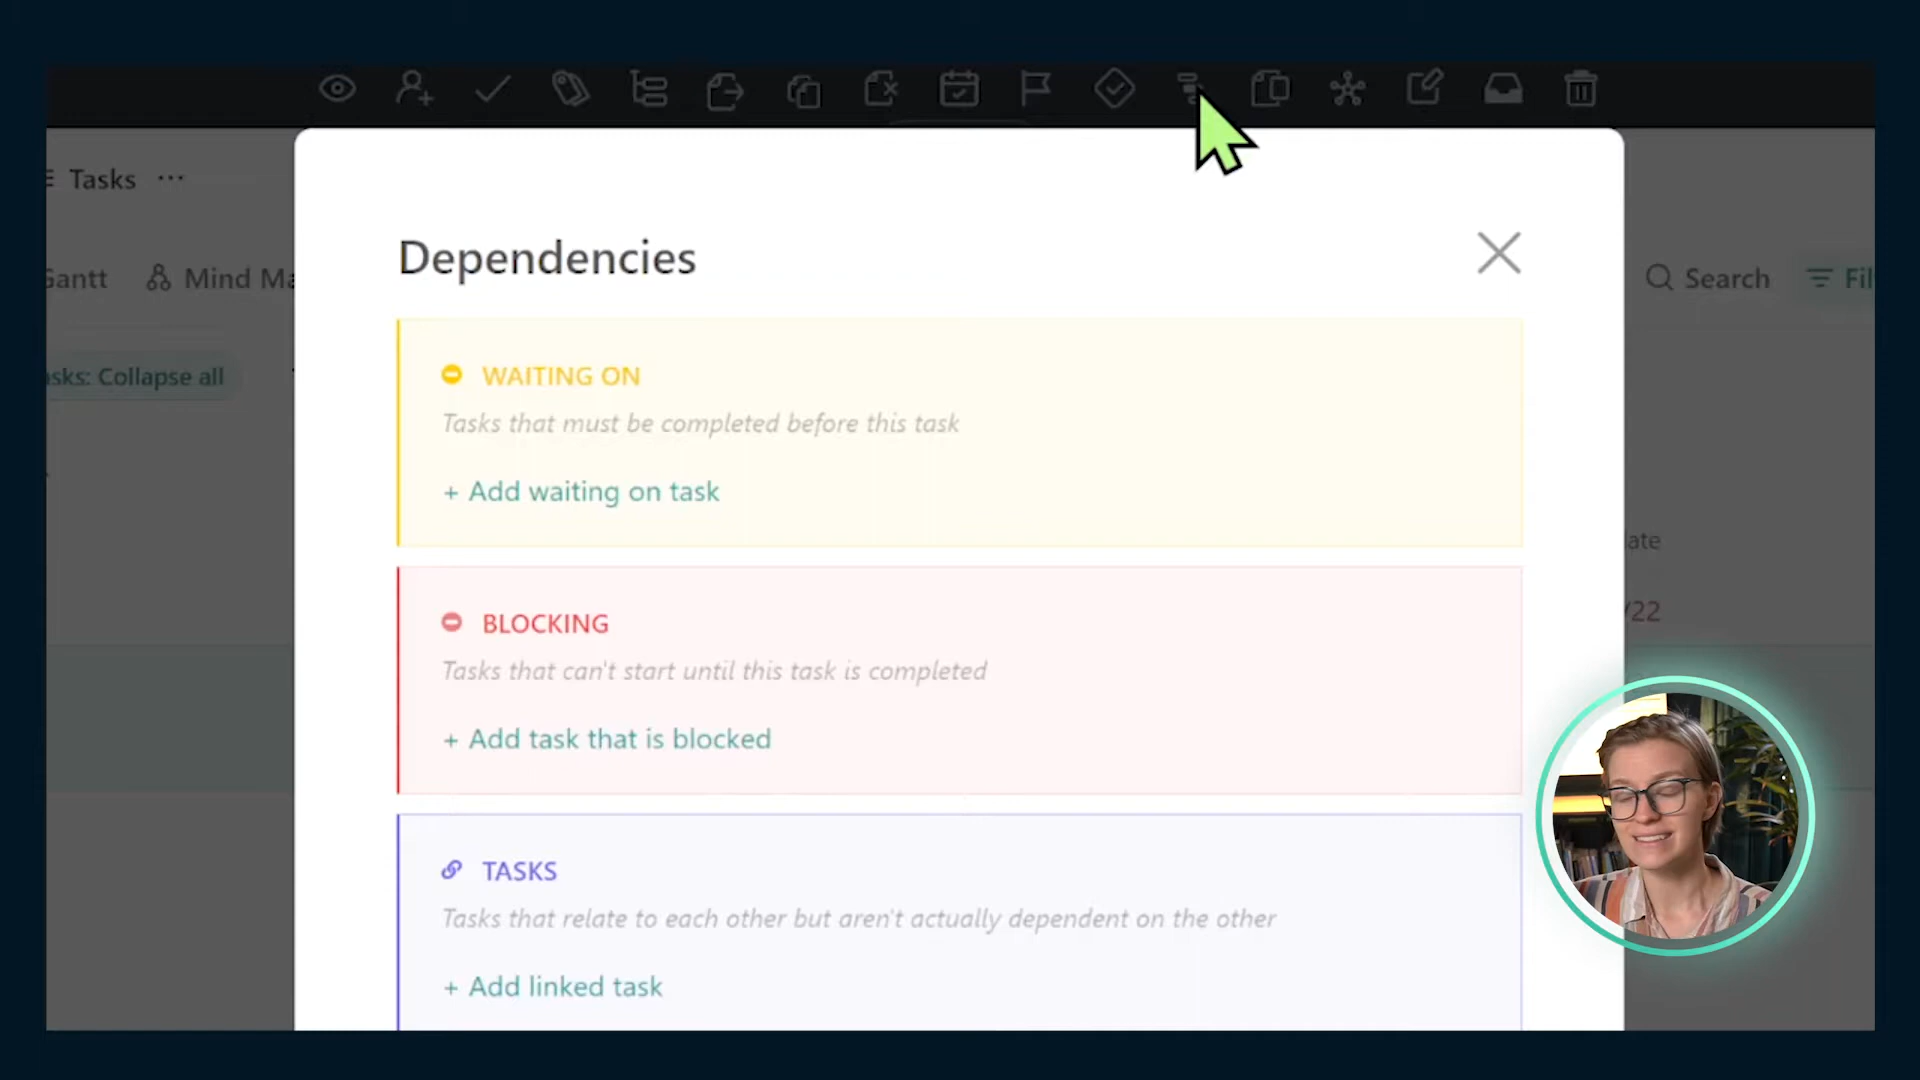 Tasks ...
Gantt Mind Ma
Search Fil
asks: Collapse all
Dependencies
WAITING ON
Tasks that must be completed before this task
+ Add waiting on task
BLOCKING
Tasks that can't start until this task is completed
+ Add task that is blocked
TASKS
Tasks that relate to each other but aren't actually dependent on the other
+ Add linked task
ate
/22